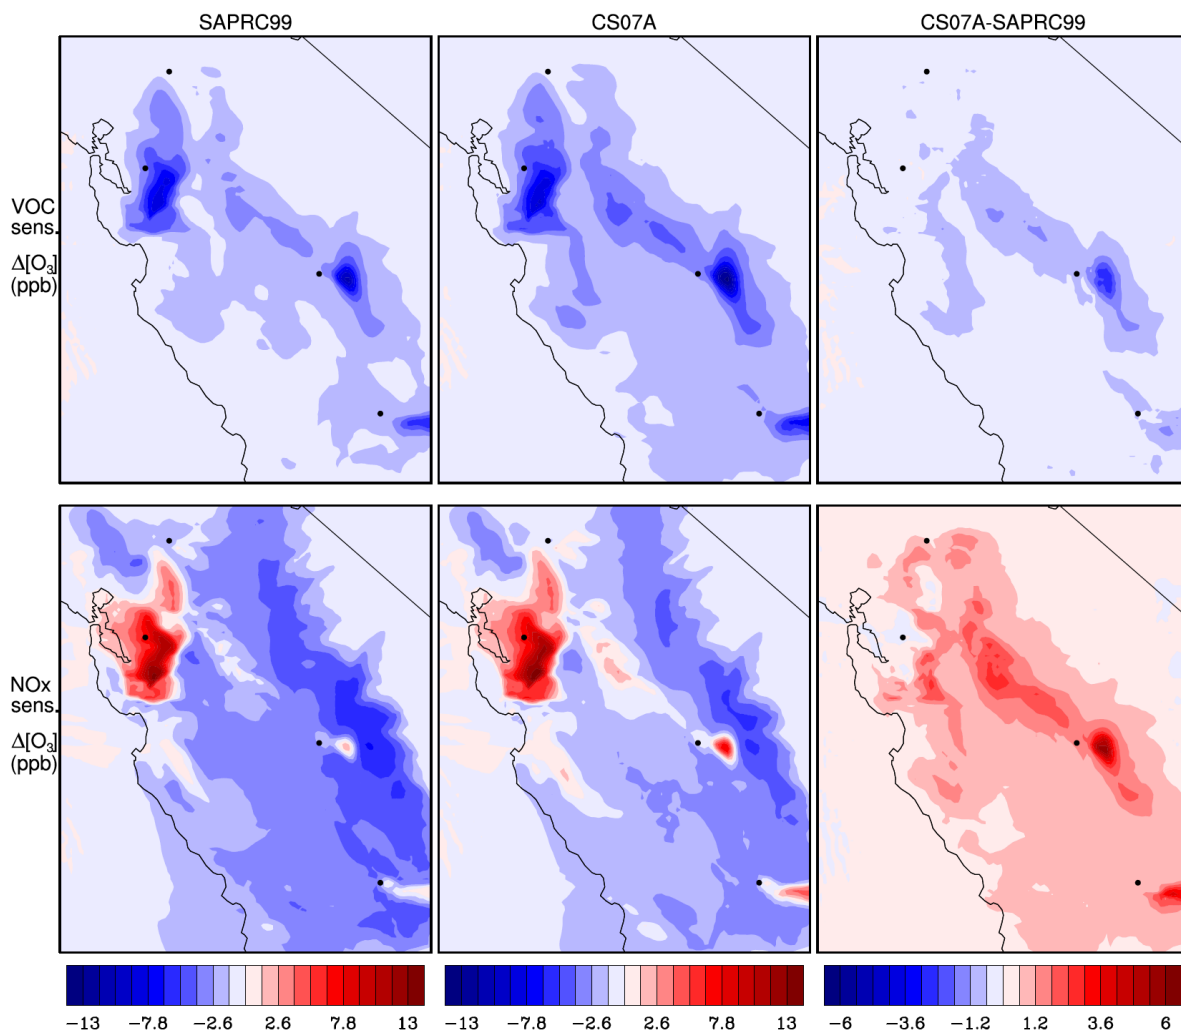 SAPRC99 CS07A CS07A-SAPRC99
VOC
sens.
Δ[O₃]
(ppb)
NOx
sens.
Δ[O₃]
(ppb)
−13 −7.8 −2.6 2.6 7.8 13 −13 −7.8 −2.6 2.6 7.8 13 −6 −3.6 −1.2 1.2 3.6 6